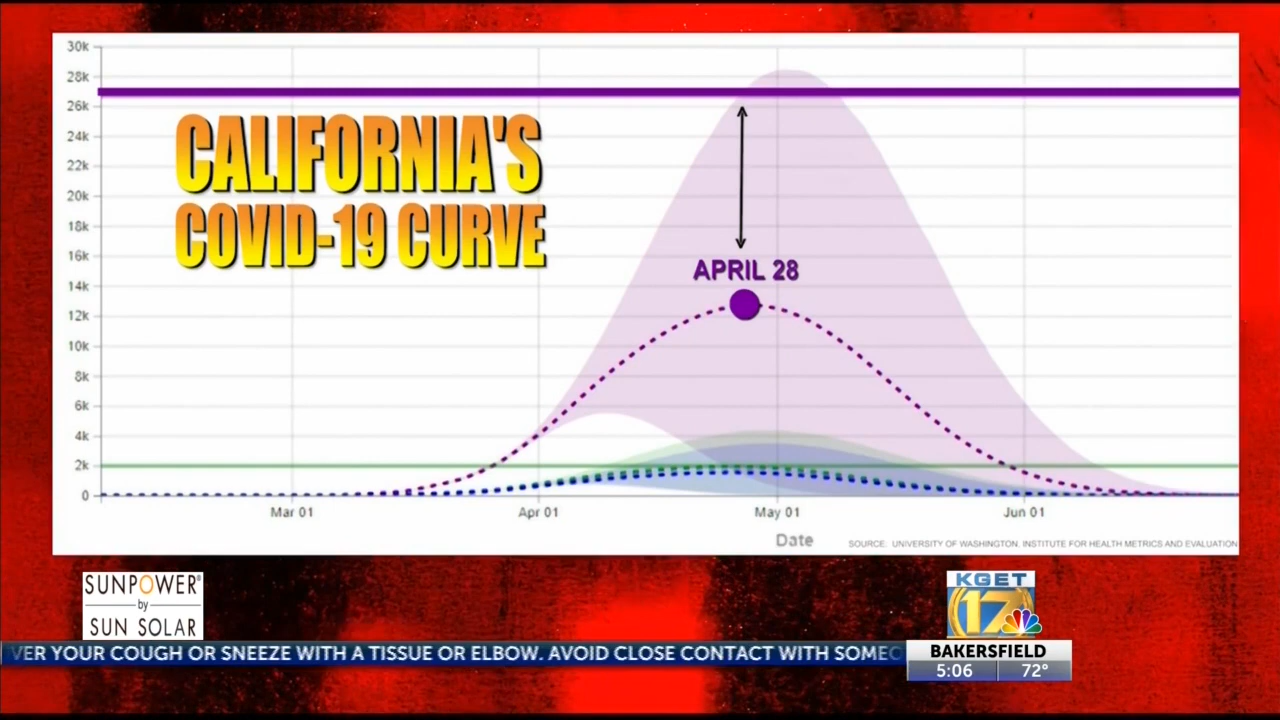 30k
28k
26k
24k
22k
20k
18k
16k
14k
12k
10k
8k
6k
4k
2k
0
CALIFORNIA'S
COVID-19 CURVE
APRIL 28
Mar 01
Apr 01
May 01
Jun 01
Date
SOURCE: UNIVERSITY OF WASHINGTON. INSTITUTE FOR HEALTH METRICS AND EVALUATION
SUNPOWER®
by
SUN SOLAR
KGET
17
VER YOUR COUGH OR SNEEZE WITH A TISSUE OR ELBOW. AVOID CLOSE CONTACT WITH SOMEO
BAKERSFIELD
5:06 72°